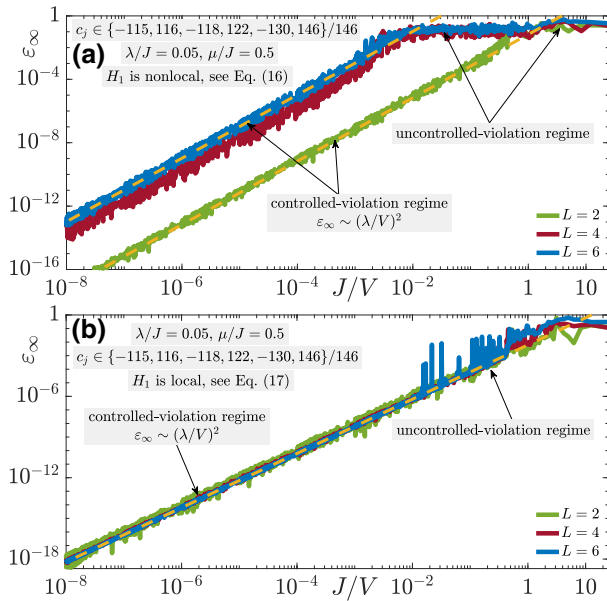 (a)
c_j ∈ {−115, 116, −118, 122, −130, 146}/146
λ/J = 0.05, μ/J = 0.5
H_1 is nonlocal, see Eq. (16)
uncontrolled-violation regime
controlled-violation regime
ε_∞ ∼ (λ/V)^2
L = 2
L = 4
L = 6
ε_∞
1
10^−4
10^−8
10^−12
10^−16
10^−8
10^−6
10^−4
10^−2
1
J/V
(b)
λ/J = 0.05, μ/J = 0.5
c_j ∈ {−115, 116, −118, 122, −130, 146}/146
H_1 is local, see Eq. (17)
controlled-violation regime
ε_∞ ∼ (λ/V)^2
uncontrolled-violation regime
L = 2
L = 4
L = 6
ε_∞
1
10^−6
10^−12
10^−18
10^−8
10^−6
10^−4
10^−2
1
J/V